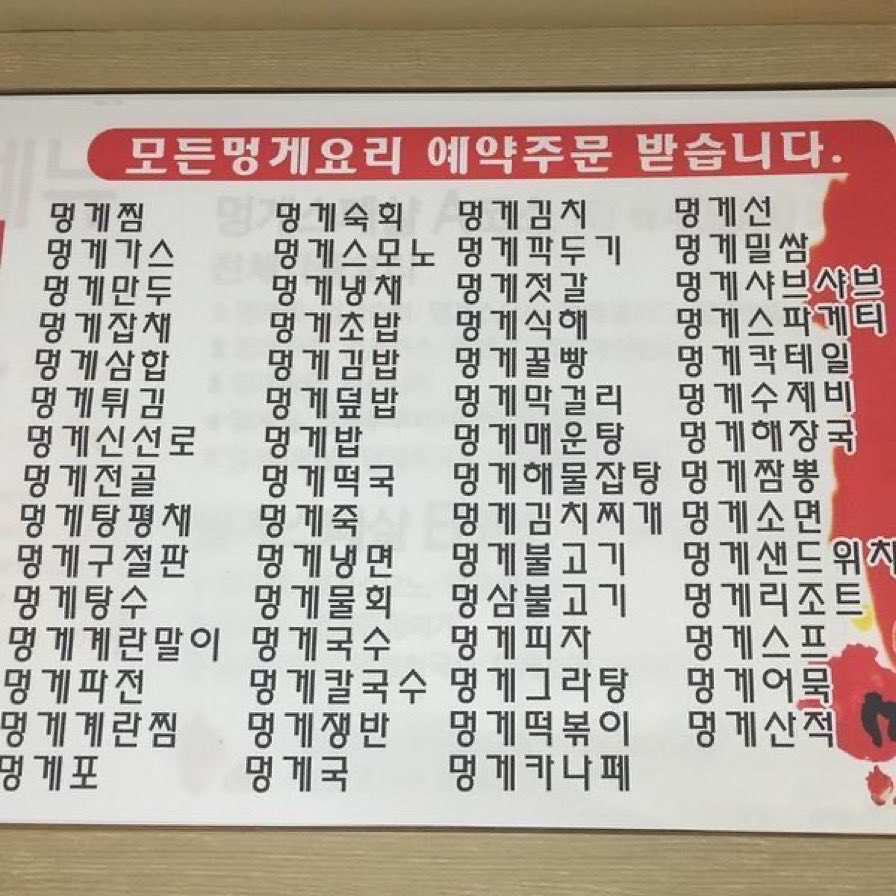 모든멍게요리 예약주문 받습니다.
멍게찜
멍게가스
멍게만두
멍게잡채
멍게삼합
멍게튀김
멍게신선로
멍게전골
멍게탕평채
멍게구절판
멍게탕수
멍게계란말이
멍게파전
멍게계란찜
멍게포
멍게숙회
멍게스모노
멍게냉채
멍게초밥
멍게김밥
멍게덮밥
멍게밥
멍게떡국
멍게죽
멍게냉면
멍게물회
멍게국수
멍게칼국수
멍게쟁반
멍게국
멍게김치
멍게깍두기
멍게젓갈
멍게식해
멍게꿀빵
멍게막걸리
멍게매운탕
멍게해물잡탕
멍게김치찌개
멍게불고기
멍삼불고기
멍게피자
멍게그라탕
멍게떡볶이
멍게카나페
멍게선
멍게밀쌈
멍게샤브샤브
멍게스파게티
멍게칵테일
멍게수제비
멍게해장국
멍게짬뽕
멍게소면
멍게샌드위치
멍게리조트
멍게스프
멍게어묵
멍게산적